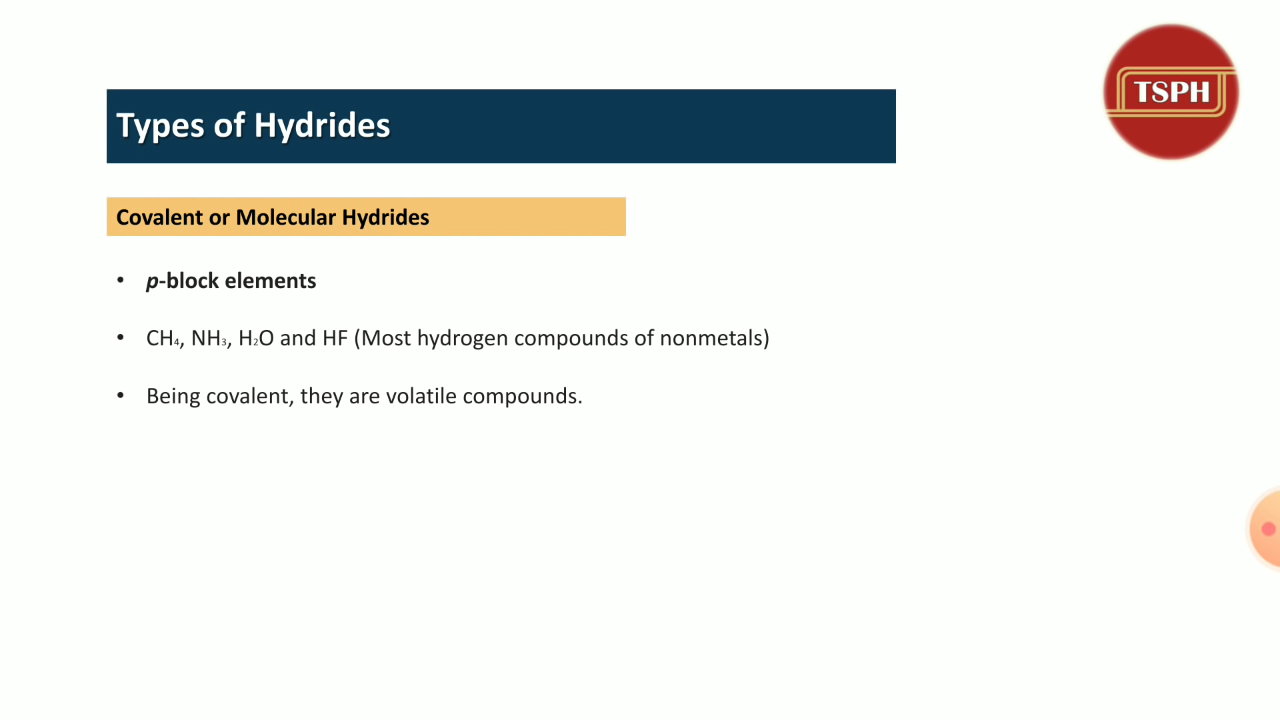 TSPH
Types of Hydrides
Covalent or Molecular Hydrides
• p-block elements
• CH₄, NH₃, H₂O and HF (Most hydrogen compounds of nonmetals)
• Being covalent, they are volatile compounds.